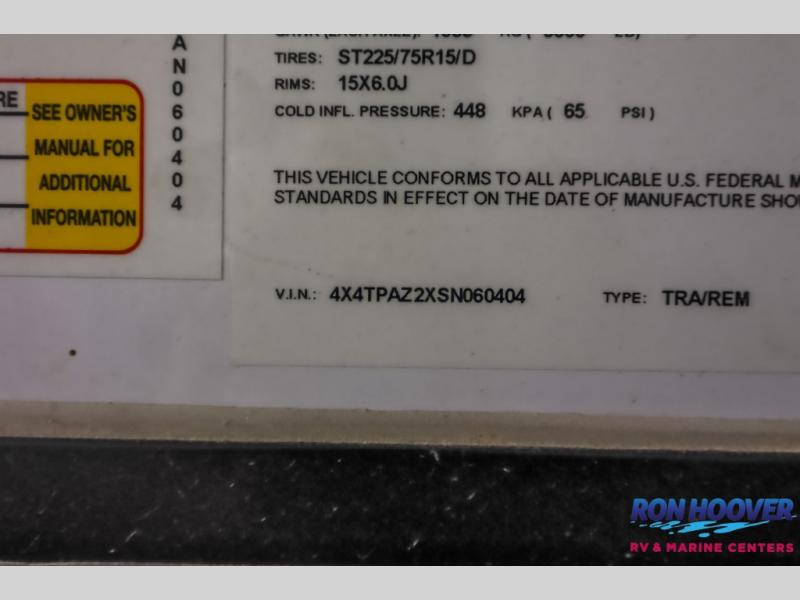 A
N
0
6
0
4
0
4
RE
SEE OWNER'S
MANUAL FOR
ADDITIONAL
INFORMATION
TIRES: ST225/75R15/D
RIMS: 15X6.0J
COLD INFL. PRESSURE: 448 KPA ( 65 PSI )
THIS VEHICLE CONFORMS TO ALL APPLICABLE U.S. FEDERAL M
STANDARDS IN EFFECT ON THE DATE OF MANUFACTURE SHO
V.I.N.: 4X4TPAZ2XSN060404 TYPE: TRA/REM
RON HOOVER
RV & MARINE CENTERS